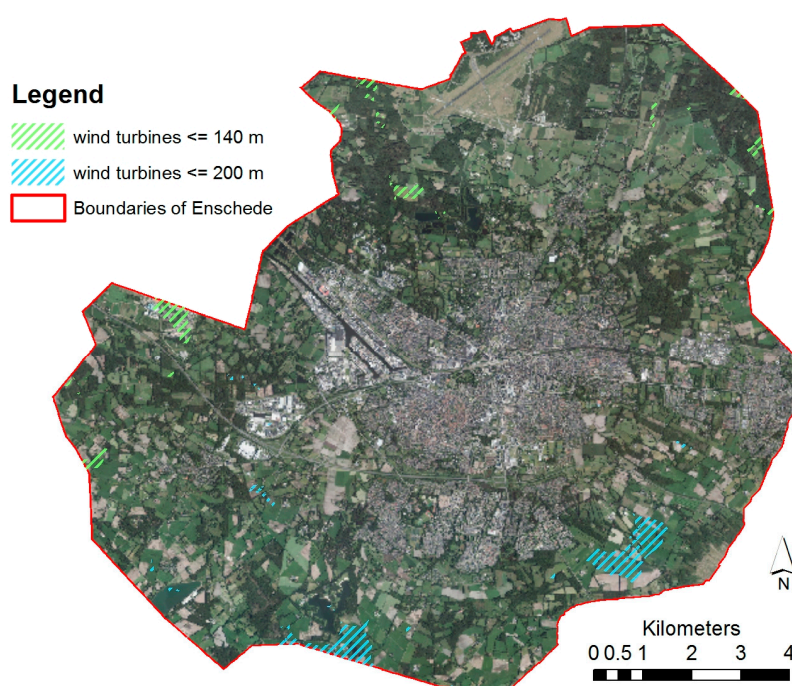 Legend
wind turbines <= 140 m
wind turbines <= 200 m
Boundaries of Enschede
N
Kilometers
0 0.5 1 2 3 4